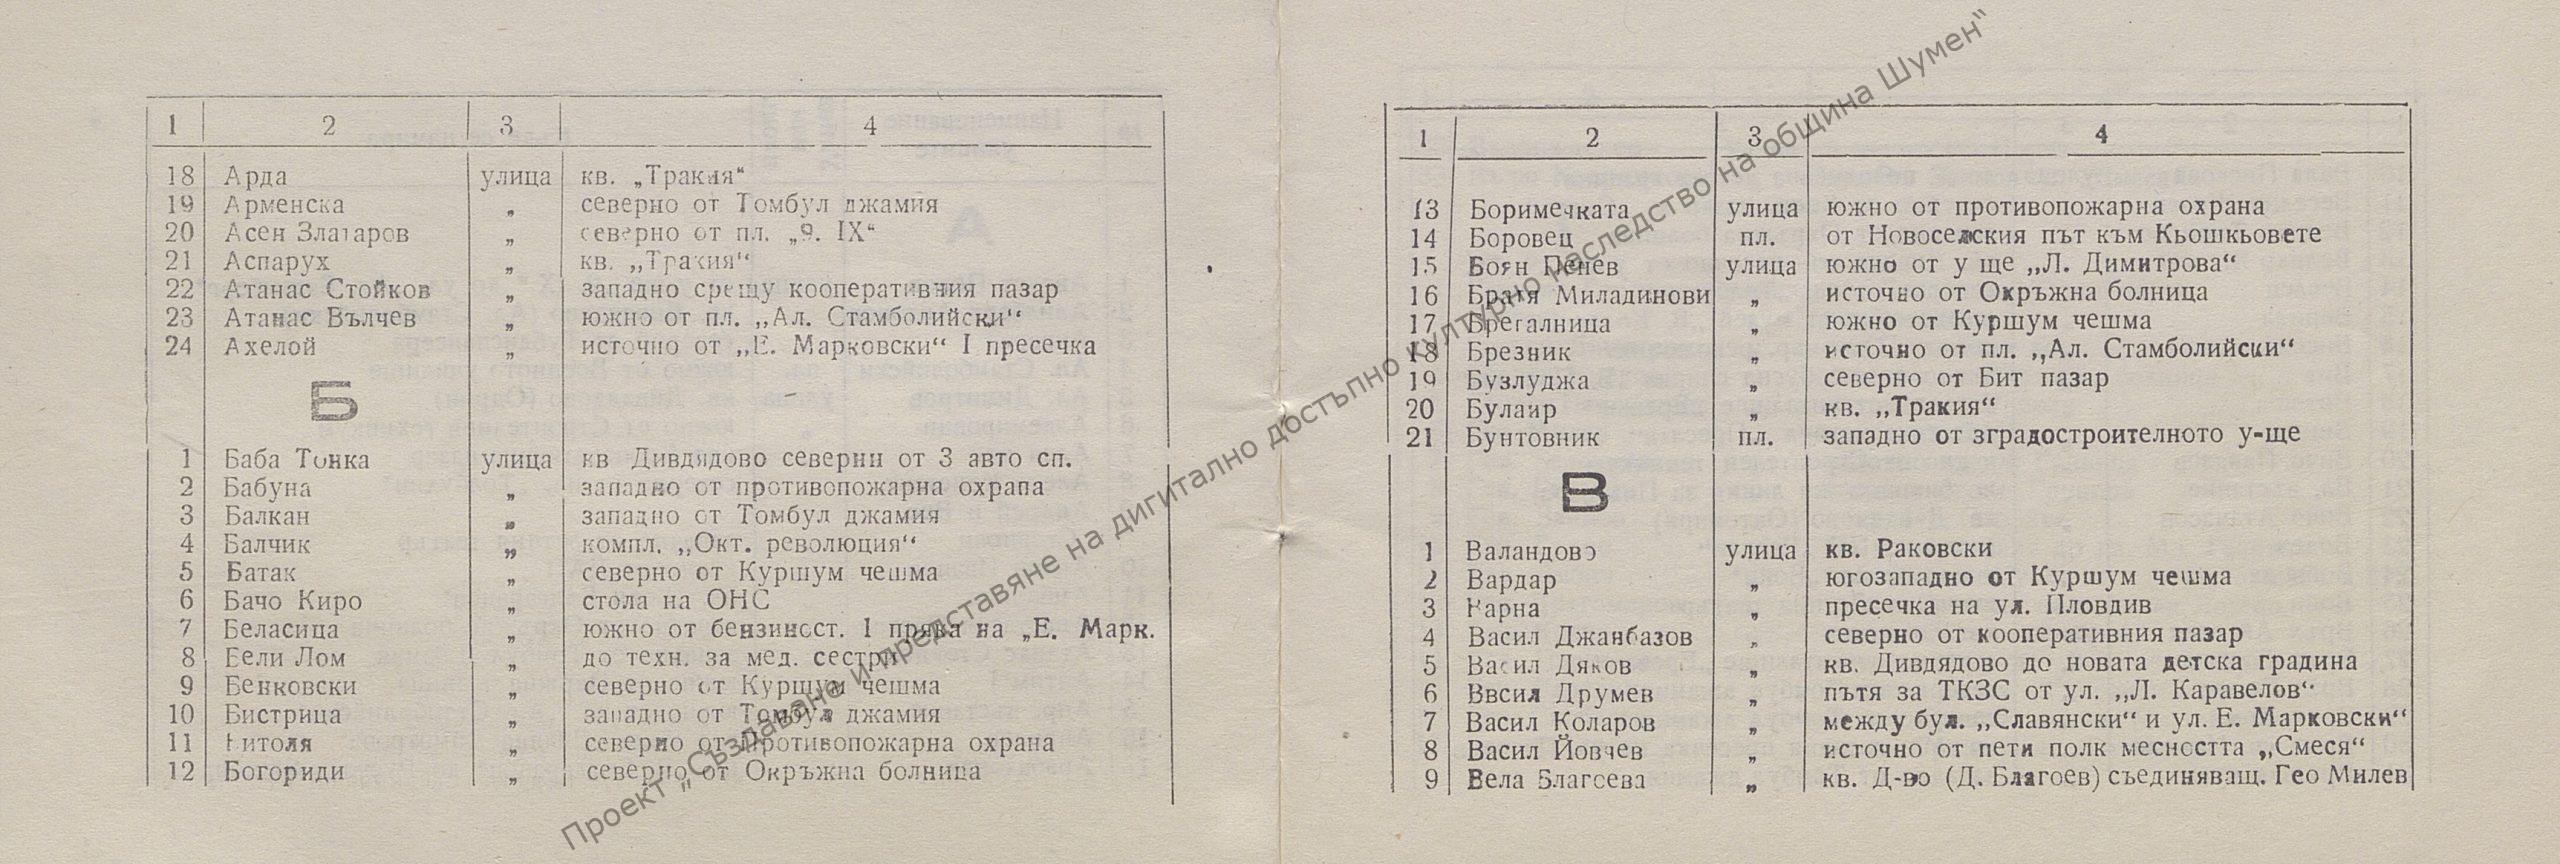 1 2 3 4
18 Арда улица кв. „Тракия“
19 Арменска „ северно от Томбул джамия
20 Асен Златаров „ северно от пл. „9. IX“
21 Аспарух „ кв. „Тракия“
22 Атанас Стойков „ западно срещу кооперативния пазар
23 Атанас Вълчев „ южно от пл. „Ал. Стамболийски“
24 Ахелой „ източно от „Е. Марковски“ I пресечка
Б
1 Баба Тонка улица кв Дивдядово северни от 3 авто сп.
2 Бабуна „ западно от противопожарна охрапа
3 Балкан „ западно от Томбул джамия
4 Балчик „ компл. „Окт. революция“
5 Батак „ северно от Куршум чешма
6 Бачо Киро „ стола на ОНС
7 Беласица „ южно от бензиност. 1 пряка на „Е. Марк.
8 Бели Лом „ до техн. за мед. сестри
9 Бенковски „ северно от Куршум чешма
10 Бистрица „ западно от Томбул джамия
11 Битоля „ северно от Противопожарна охрана
12 Богориди „ северно от Окръжна болница
1 2 3 4
13 Боримечката улица южно от противопожарна охрана
14 Боровец пл. от Новоселския път към Кьошкьовете
15 Боян Пенев улица южно от у ще „Л. Димитрова“
16 Братя Миладинови „ източно от Окръжна болница
17 Брегалница „ южно от Куршум чешма
18 Брезник „ източно от пл. „Ал. Стамболийски“
19 Бузлуджа „ северно от Бит пазар
20 Булаир „ кв. „Тракия“
21 Бунтовник пл. западно от зградостроителното у-ще
В
1 Валандово улица кв. Раковски
2 Вардар „ югозападно от Куршум чешма
3 Варна „ пресечка на ул. Пловдив
4 Васил Джанбазов „ северно от кооперативния пазар
5 Васил Дяков „ кв. Дивдядово до новата детска градина
6 Ввсил Друмев „ пътя за ТКЗС от ул. „Л. Каравелов“
7 Васил Коларов „ между бул. „Славянски“ и ул. Е. Марковски“
8 Васил Йовчев „ източно от пети полк месността „Смеся“
9 Вела Благоева „ кв. Д-во (Д. Благоев) съединяващ. Гео Милев
Проект „Създаване и представяне на дигитално достъпно културно наследство на община Шумен“